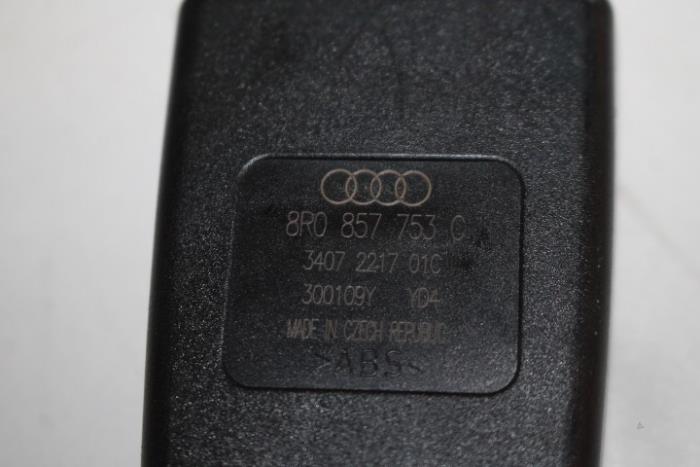 8R0 857 753 C
3407 2217 01C
300109Y YD4
MADE IN CZECH REPUBLIC
>ABS<